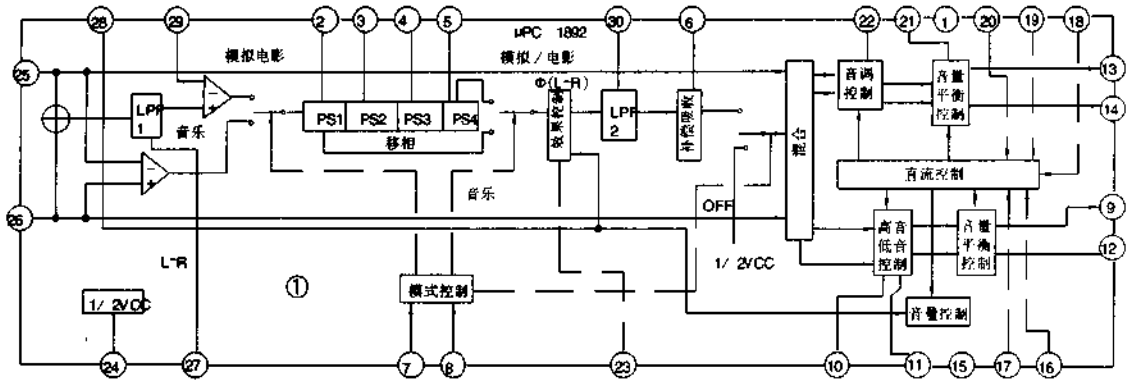 28 29 2 3 4 5 30 6 22 21 1 20 19 18
μPC 1892
模拟电影
模拟/电影
Φ(L-R)
25
13
14
LPF
1
音乐
PS1 PS2 PS3 PS4
移相
效果控制
LPF
2
混合
音调
控制
音量
平衡
控制
直流控制
音乐
OFF
26
9
12
高音
低音
控制
音量
平衡
控制
L-R
1/2VCC
①
模式控制
1/2VCC
音量控制
24 27 7 8 23 10 11 15 17 16